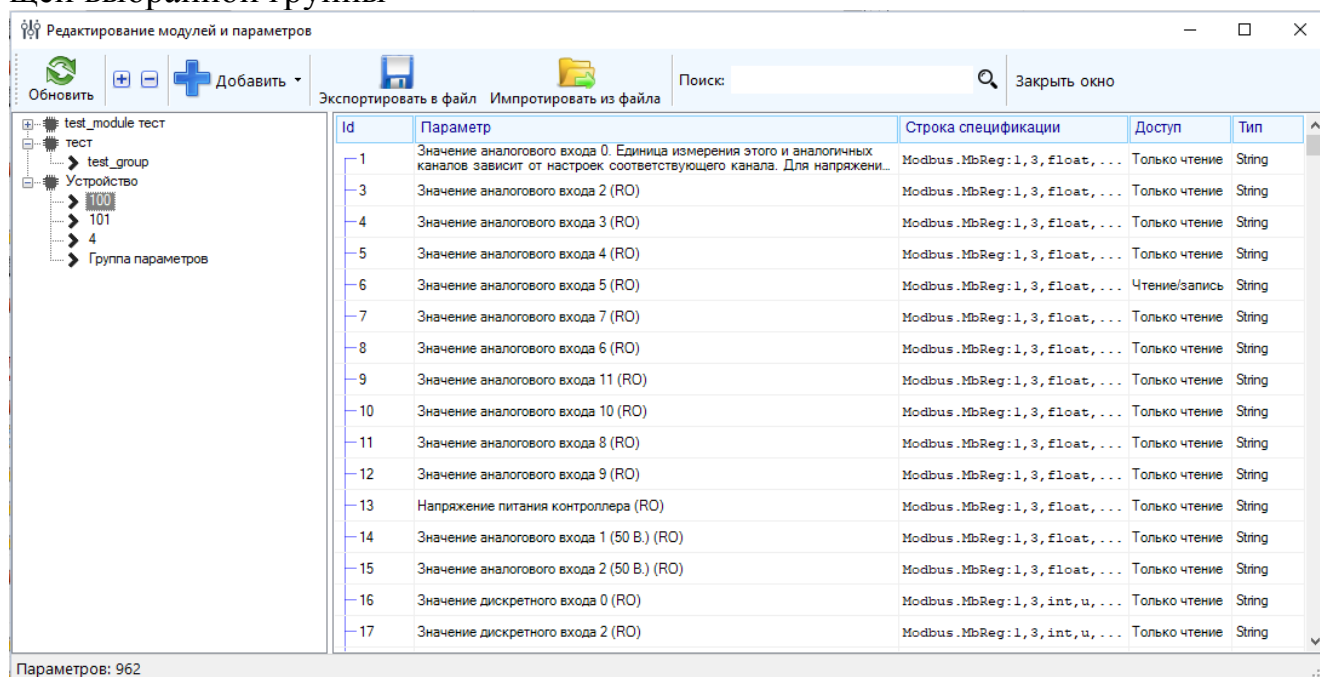 щей выбранной группы
Редактирование модулей и параметров
Обновить
Добавить
Экспортировать в файл
Импротировать из файла
Поиск:
Закрыть окно
test_module тест
тест
test_group
Устройство
100
101
4
Группа параметров
Id Параметр Строка спецификации Доступ Тип
1 Значение аналогового входа 0. Единица измерения этого и аналогичных
каналов зависит от настроек соответствующего канала. Для напряжени... Modbus.MbReg:1,3,float,... Только чтение String
3 Значение аналогового входа 2 (RO) Modbus.MbReg:1,3,float,... Только чтение String
4 Значение аналогового входа 3 (RO) Modbus.MbReg:1,3,float,... Только чтение String
5 Значение аналогового входа 4 (RO) Modbus.MbReg:1,3,float,... Только чтение String
6 Значение аналогового входа 5 (RO) Modbus.MbReg:1,3,float,... Чтение/запись String
7 Значение аналогового входа 7 (RO) Modbus.MbReg:1,3,float,... Только чтение String
8 Значение аналогового входа 6 (RO) Modbus.MbReg:1,3,float,... Только чтение String
9 Значение аналогового входа 11 (RO) Modbus.MbReg:1,3,float,... Только чтение String
10 Значение аналогового входа 10 (RO) Modbus.MbReg:1,3,float,... Только чтение String
11 Значение аналогового входа 8 (RO) Modbus.MbReg:1,3,float,... Только чтение String
12 Значение аналогового входа 9 (RO) Modbus.MbReg:1,3,float,... Только чтение String
13 Напряжение питания контроллера (RO) Modbus.MbReg:1,3,float,... Только чтение String
14 Значение аналогового входа 1 (50 В.) (RO) Modbus.MbReg:1,3,float,... Только чтение String
15 Значение аналогового входа 2 (50 В.) (RO) Modbus.MbReg:1,3,float,... Только чтение String
16 Значение дискретного входа 0 (RO) Modbus.MbReg:1,3,int,u,... Только чтение String
17 Значение дискретного входа 2 (RO) Modbus.MbReg:1,3,int,u,... Только чтение String
Параметров: 962